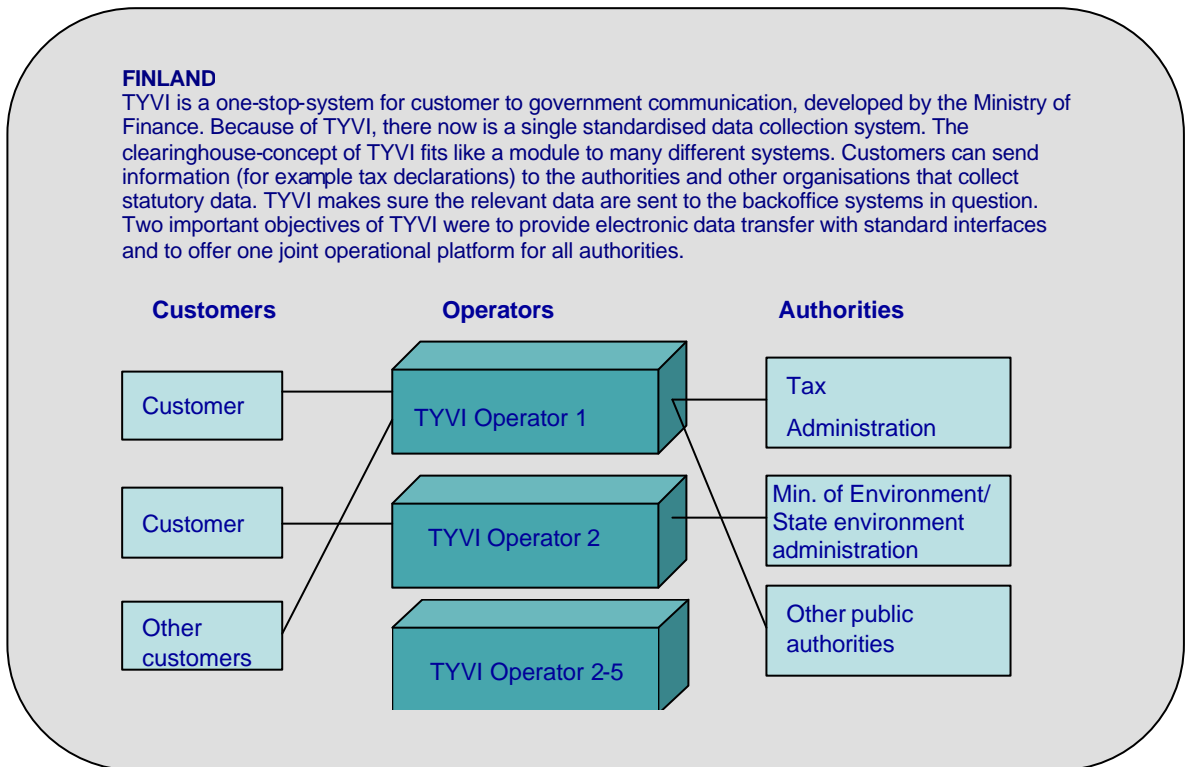 FINLAND
TYVI is a one-stop-system for customer to government communication, developed by the Ministry of
Finance. Because of TYVI, there now is a single standardised data collection system. The
clearinghouse-concept of TYVI fits like a module to many different systems. Customers can send
information (for example tax declarations) to the authorities and other organisations that collect
statutory data. TYVI makes sure the relevant data are sent to the backoffice systems in question.
Two important objectives of TYVI were to provide electronic data transfer with standard interfaces
and to offer one joint operational platform for all authorities.
Customers
Operators
Authorities
Customer
TYVI Operator 1
Tax
Administration
Customer
TYVI Operator 2
Min. of Environment/
State environment
administration
Other
customers
TYVI Operator 2-5
Other public
authorities